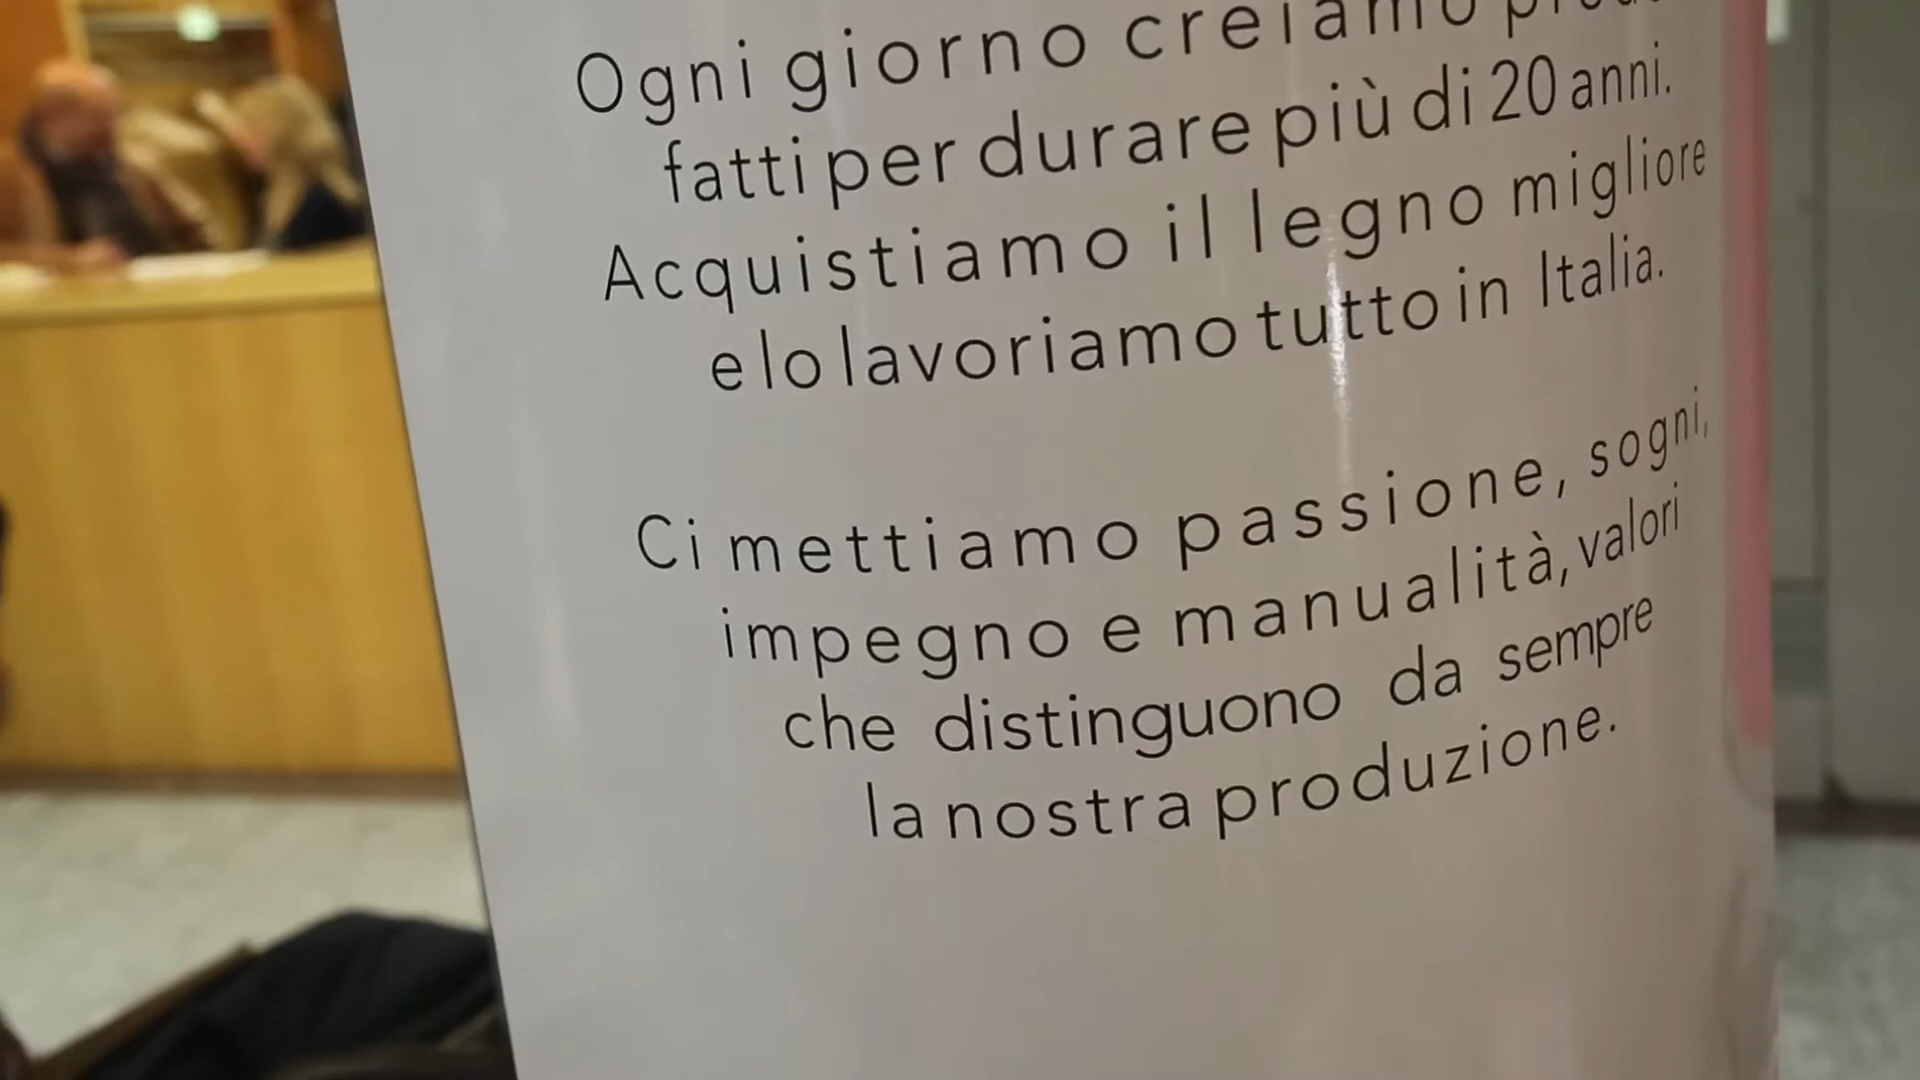 Ogni giorno creiamo
fatti per durare più di 20 anni.
Acquistiamo il legno migliore
e lo lavoriamo tutto in Italia.
Ci mettiamo passione, sogni,
impegno e manualità, valori
che distinguono da sempre
la nostra produzione.